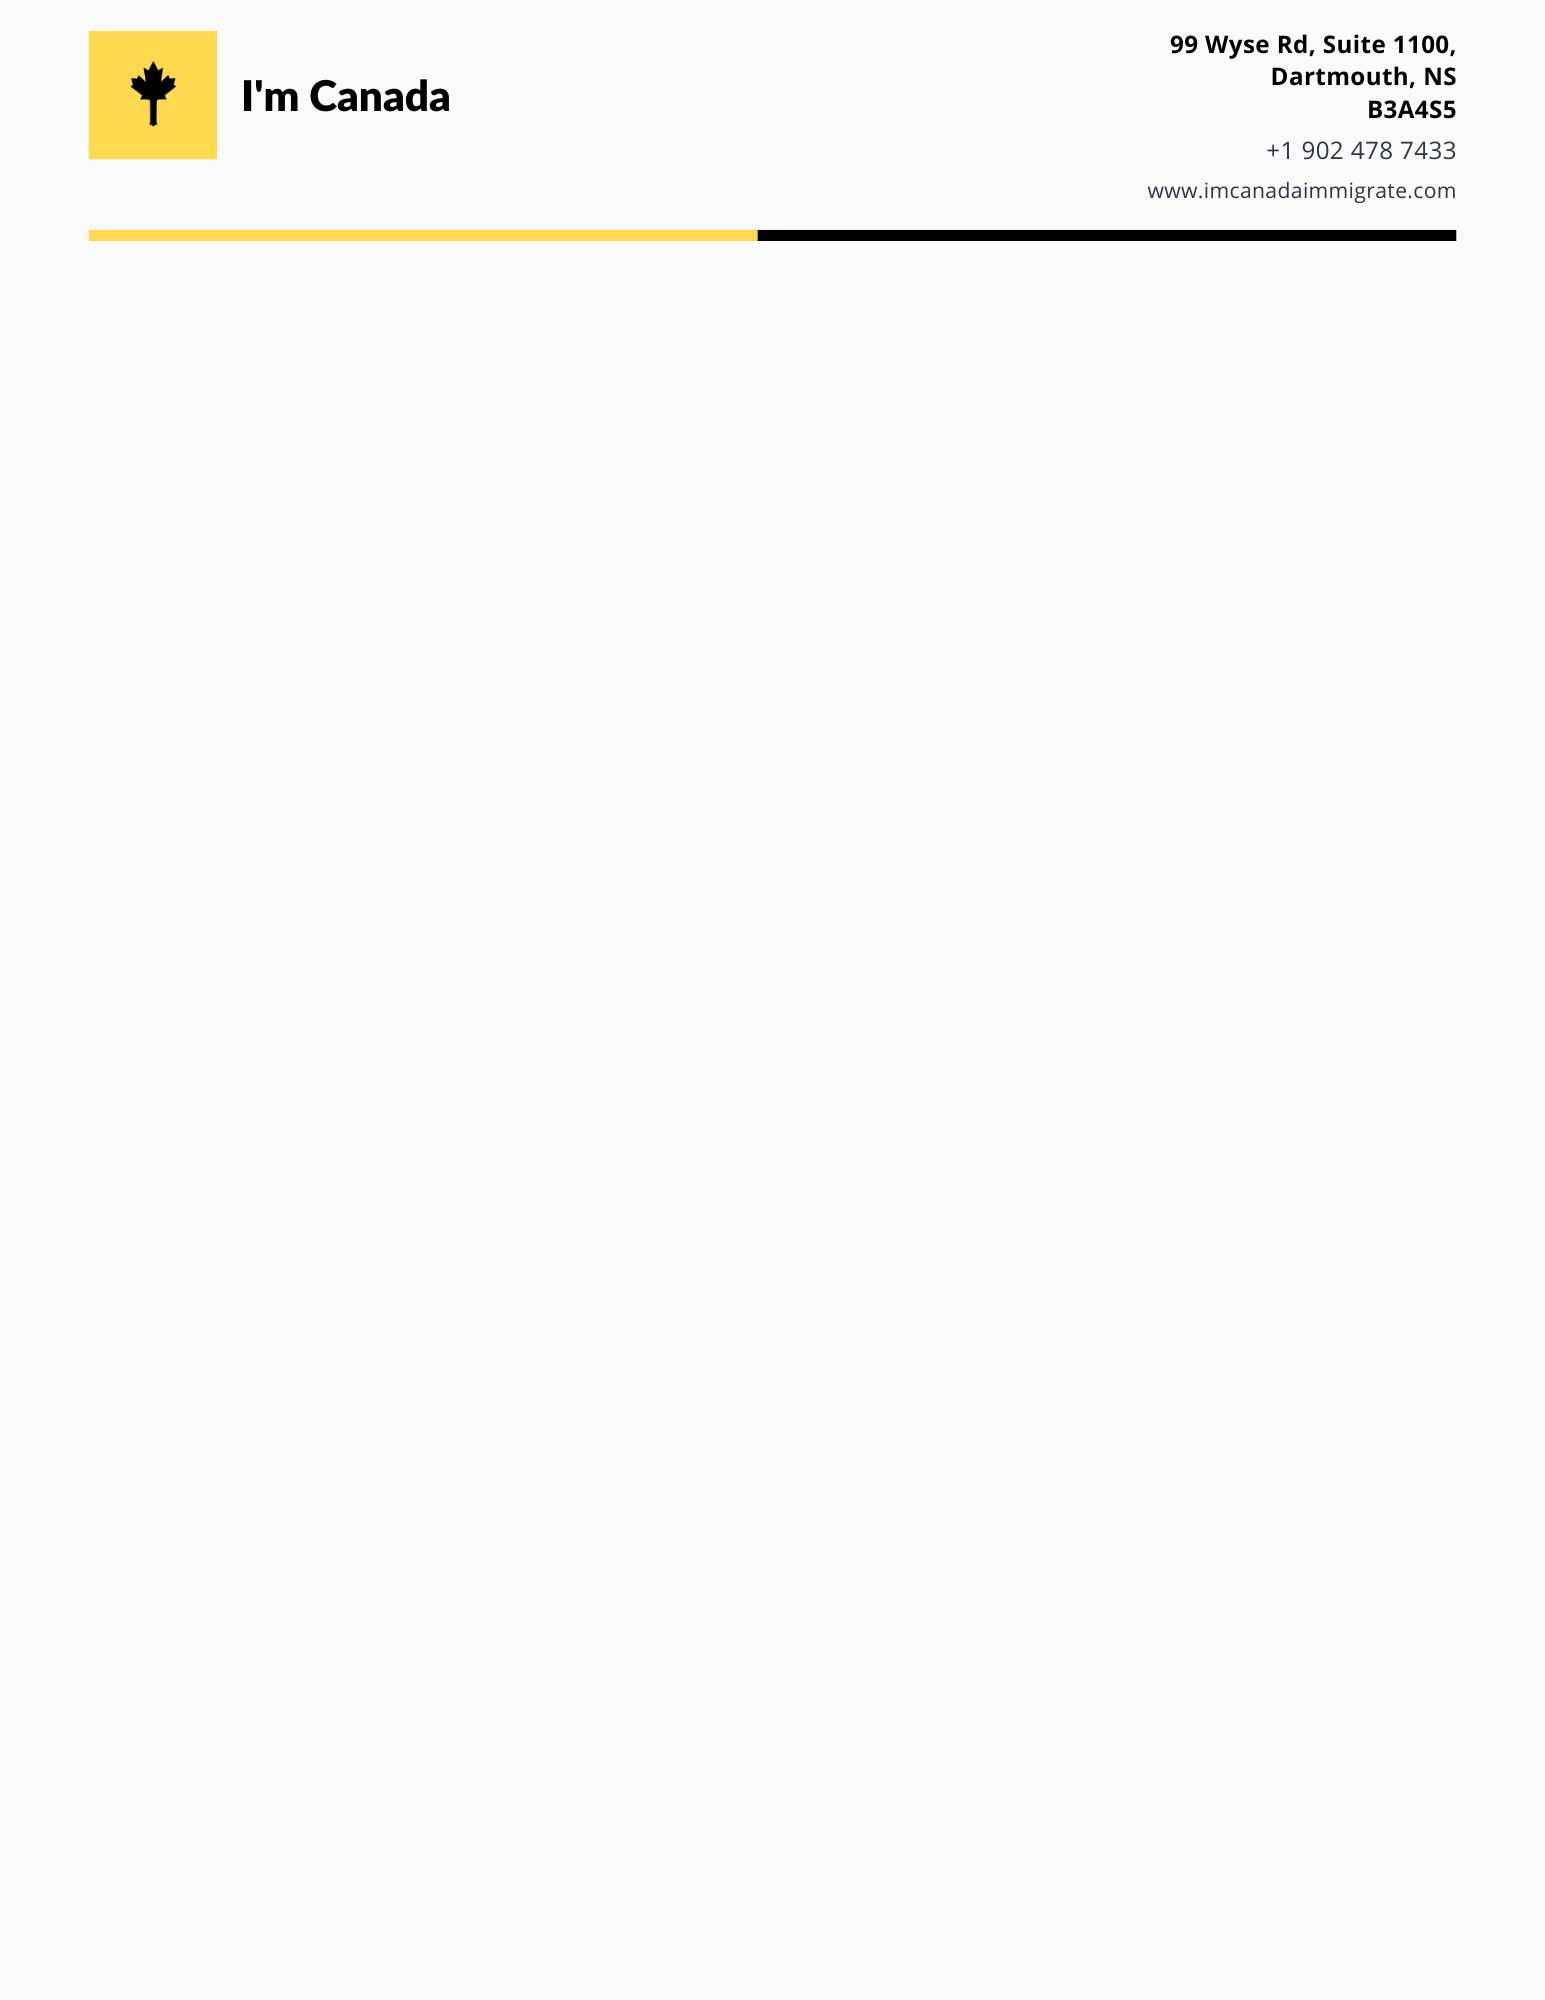 I'm Canada
99 Wyse Rd, Suite 1100,
Dartmouth, NS
B3A4S5
+1 902 478 7433
www.imcanadaimmigrate.com